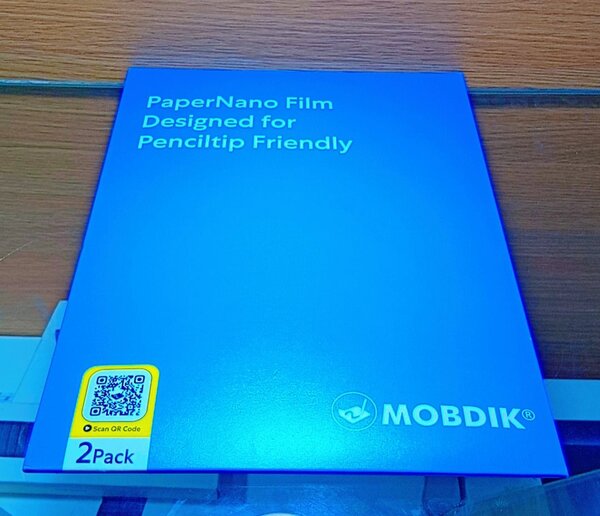 PaperNano Film
Designed for
Penciltip Friendly
Scan QR Code
2Pack
MOBDIK®